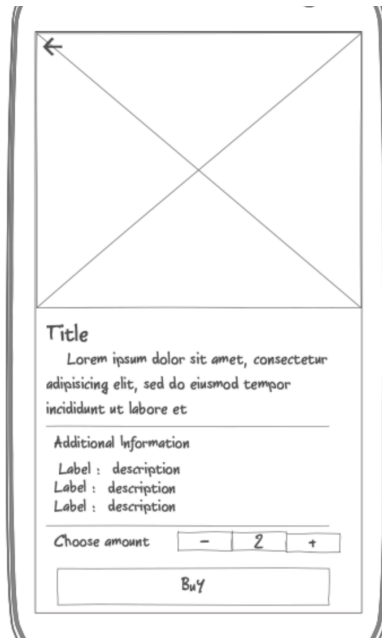 Title
Lorem ipsum dolor sit amet, consectetur
adipisicing elit, sed do eiusmod tempor
incididunt ut labore et
Additional Information
Label : description
Label : description
Label : description
Choose amount - 2 +
Buy